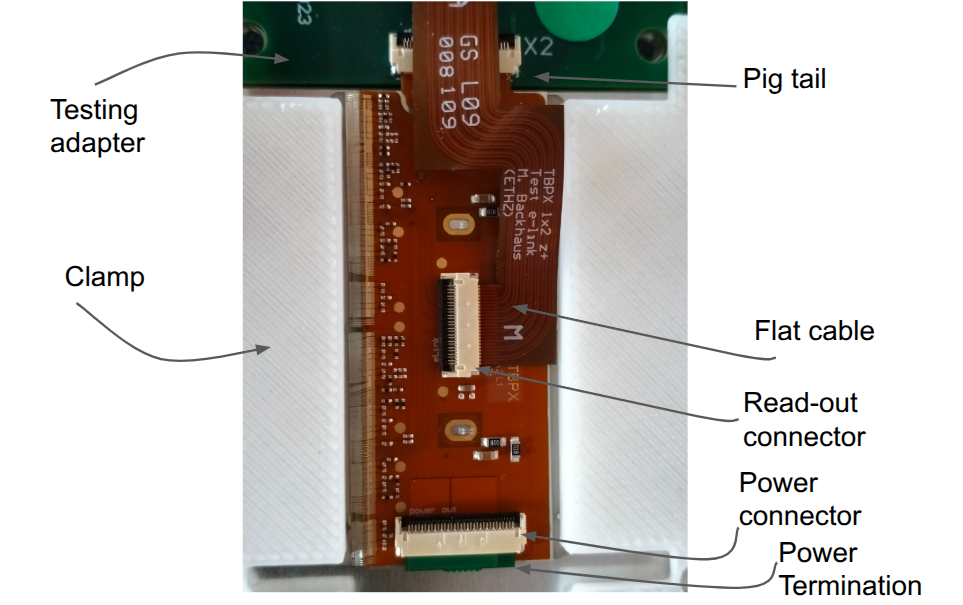 23
X2
GS L09
008109
Pig tail
Testing
adapter
TBPX 1x2 z+
Test e-link
M. Backhaus
(ETHZ)
Clamp
M
Flat cable
TBPX
Read-out
connector
power out
Power
connector
Power
Termination